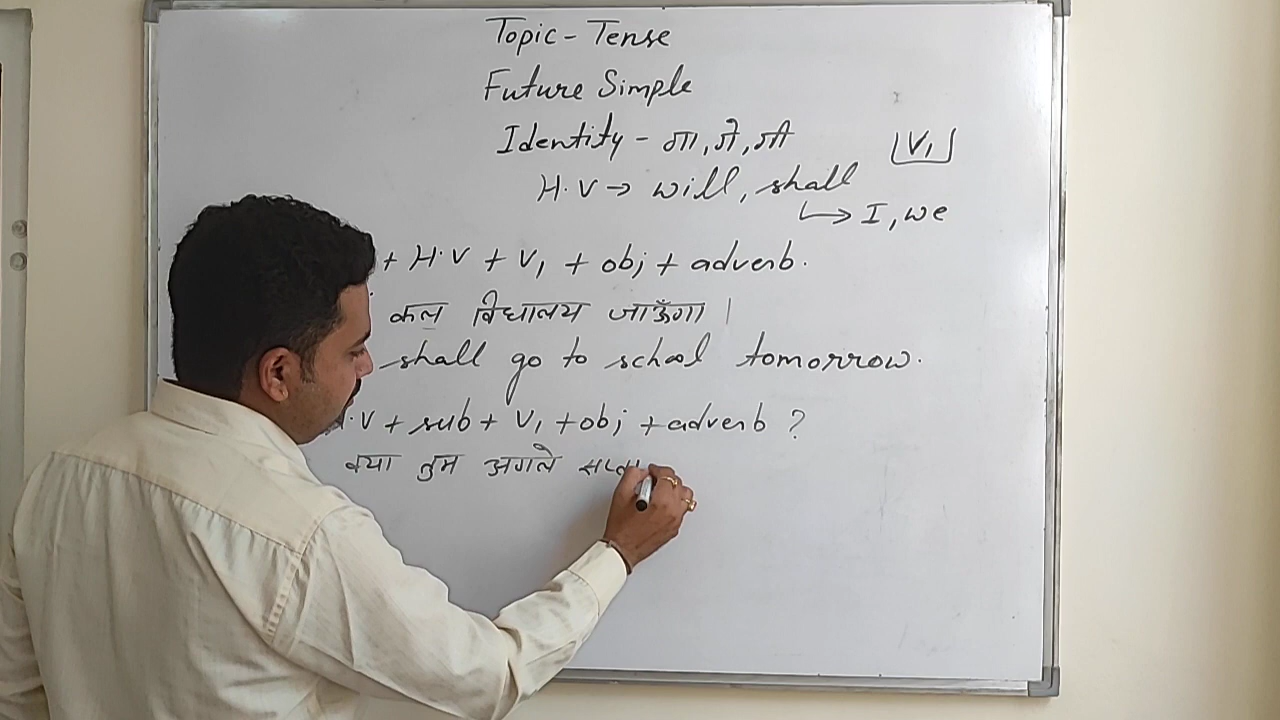 Topic - Tense
Future Simple
Identity - गा, गे, गी
V₁
H.V → will, shall
↳ I, we
+ H.V + V₁ + obj + adverb.
कल विद्यालय जाऊँगा |
shall go to school tomorrow.
H.V + sub + V₁ + obj + adverb ?
क्या तुम अगले